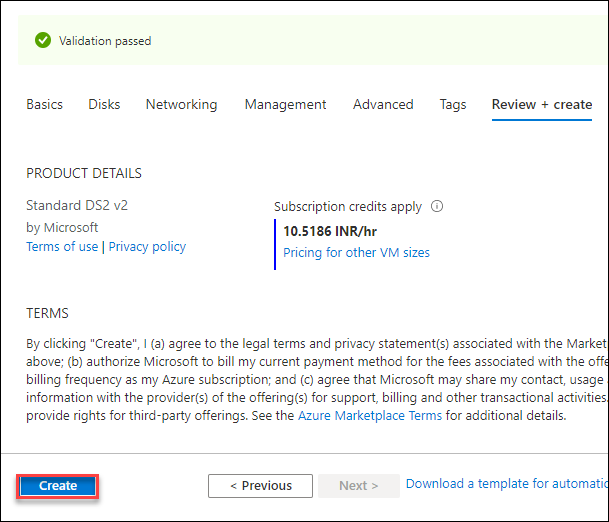 Validation passed
Basics Disks Networking Management Advanced Tags Review + create
PRODUCT DETAILS
Standard DS2 v2
by Microsoft
Terms of use | Privacy policy
Subscription credits apply
10.5186 INR/hr
Pricing for other VM sizes
TERMS
By clicking "Create", I (a) agree to the legal terms and privacy statement(s) associated with the Market
above; (b) authorize Microsoft to bill my current payment method for the fees associated with the offe
billing frequency as my Azure subscription; and (c) agree that Microsoft may share my contact, usage a
information with the provider(s) of the offering(s) for support, billing and other transactional activities.
provide rights for third-party offerings. See the Azure Marketplace Terms for additional details.
Create
< Previous
Next >
Download a template for automatic